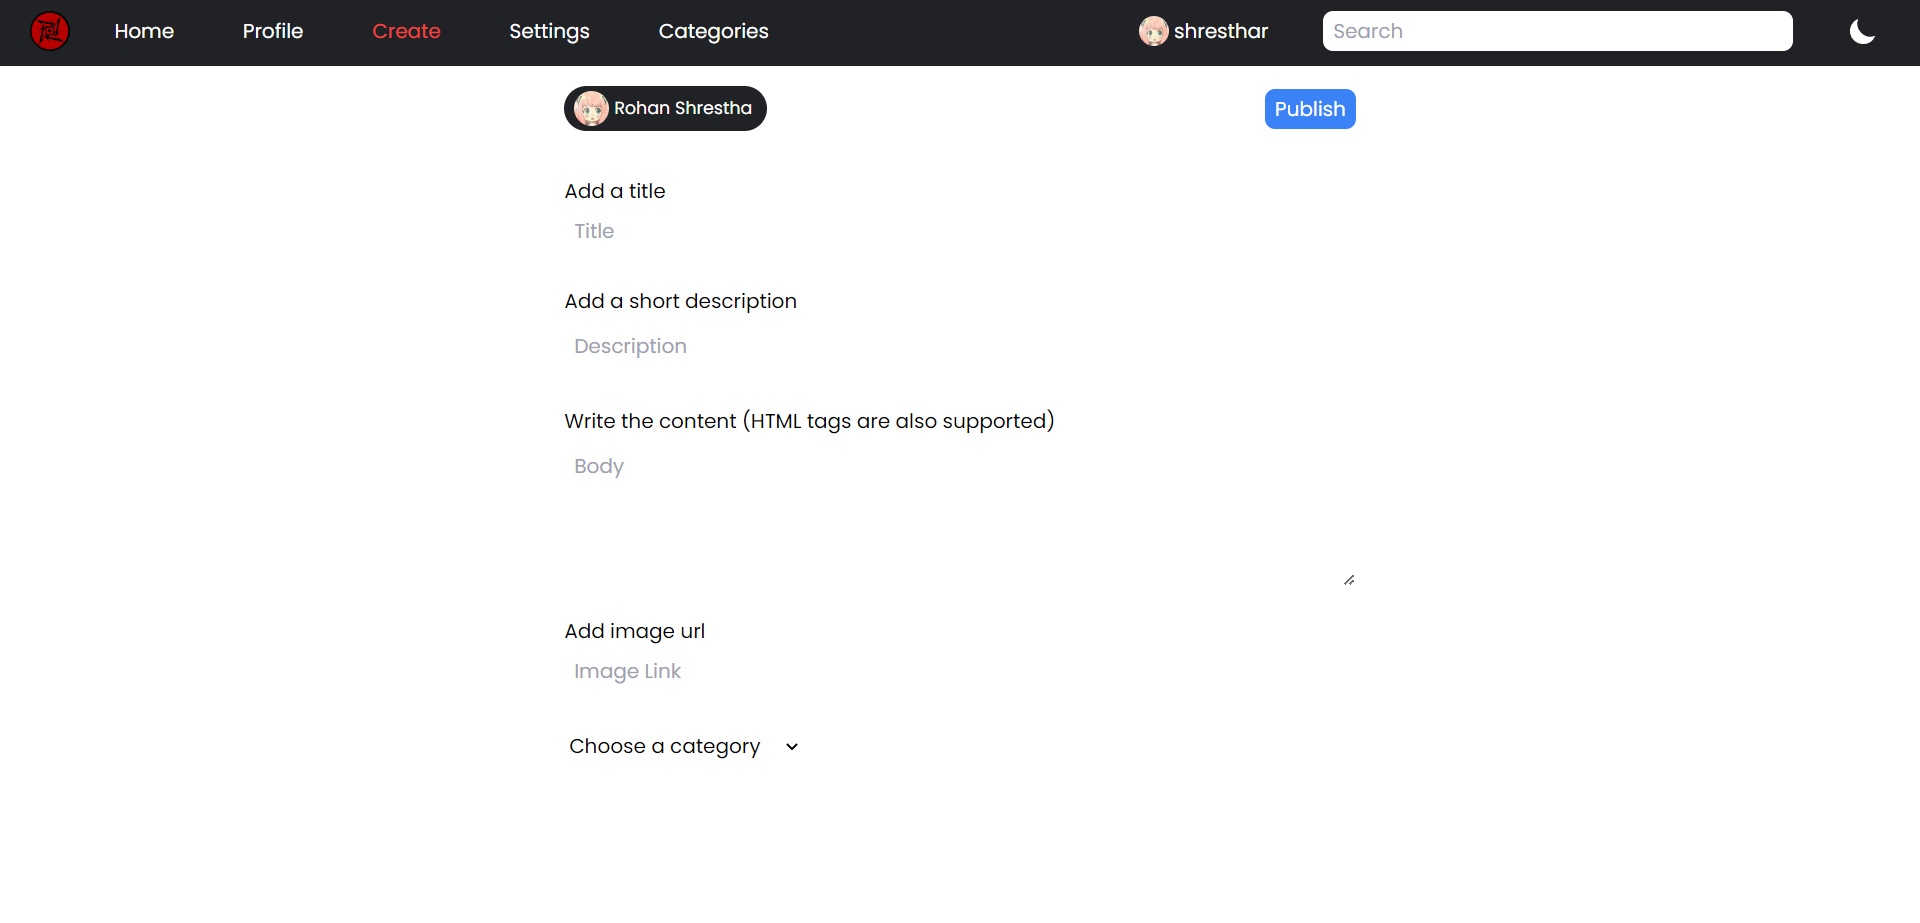 Home Profile Create Settings Categories shresthar Search
Rohan Shrestha Publish
Add a title
Title
Add a short description
Description
Write the content (HTML tags are also supported)
Body
Add image url
Image Link
Choose a category